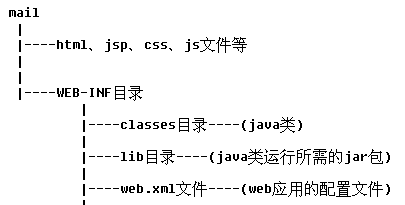 mail
|----html、jsp、css、js文件等
|----WEB-INF目录
|----classes目录----(java类)
|----lib目录----(java类运行所需的jar包)
|----web.xml文件----(web应用的配置文件)